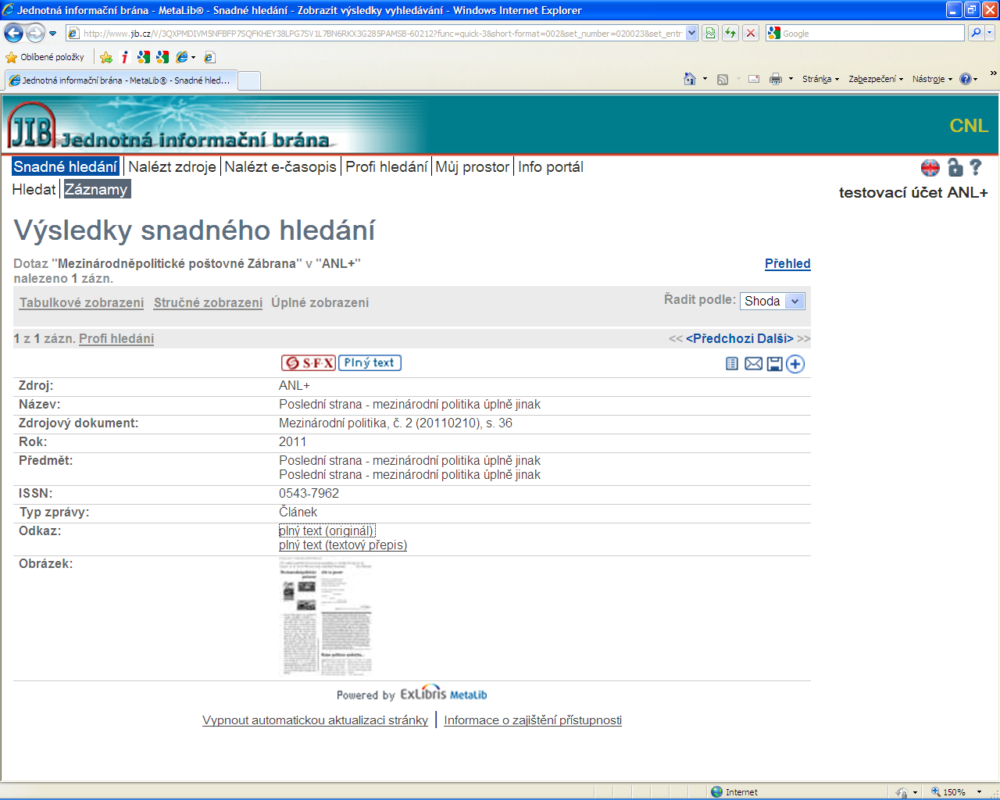 Jednotná informační brána - MetaLib® - Snadné hledání - Zobrazit výsledky vyhledávání - Windows Internet Explorer
http://www.jib.cz/V/3QXPMDIVM5NFBFP7SQFKHEY38LPG7SV1L7BN6RKX3G285PAMSB-60212?func=quick-3&short-format=002&set_number=020023&set_entr
Google
Oblíbené položky
Jednotná informační brána - MetaLib® - Snadné hled...
Stránka
Zabezpečení
Nástroje
JIB Jednotná informační brána
CNL
Snadné hledání Nalézt zdroje Nalézt e-časopis Profi hledání Můj prostor Info portál
Hledat Záznamy
testovací účet ANL+
Výsledky snadného hledání
Dotaz "Mezinárodněpolitické poštovné Zábrana" v "ANL+"
Přehled
nalezeno 1 zázn.
Tabulkové zobrazení Stručné zobrazení Úplné zobrazení
Řadit podle: Shoda
1 z 1 zázn. Profi hledání
<< <Předchozí Další> >>
S·F·X Plný text
Zdroj: ANL+
Název: Poslední strana - mezinárodní politika úplně jinak
Zdrojový dokument: Mezinárodní politika, č. 2 (20110210), s. 36
Rok: 2011
Předmět: Poslední strana - mezinárodní politika úplně jinak
Poslední strana - mezinárodní politika úplně jinak
ISSN: 0543-7962
Typ zprávy: Článek
Odkaz: plný text (originál)
plný text (textový přepis)
Obrázek:
Powered by ExLibris MetaLib
Vypnout automatickou aktualizaci stránky | Informace o zajištění přístupnosti
Internet
150%